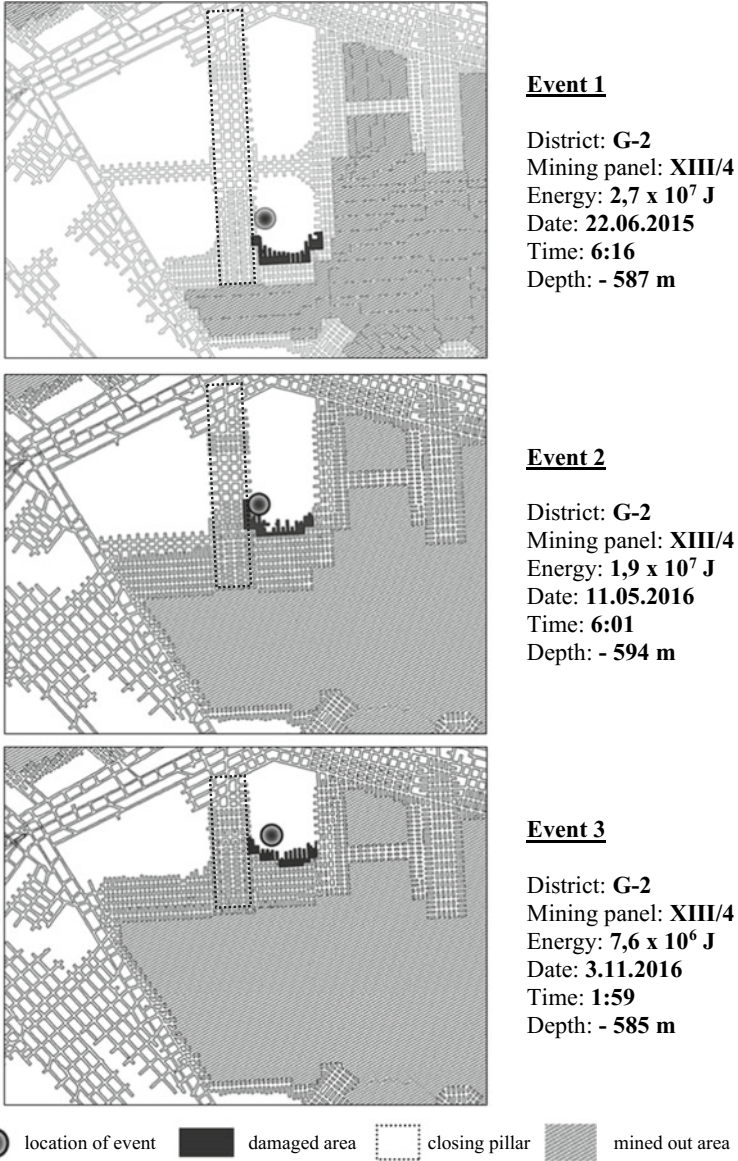 Event 1
District: G-2
Mining panel: XIII/4
Energy: 2,7 x 10⁷ J
Date: 22.06.2015
Time: 6:16
Depth: - 587 m
Event 2
District: G-2
Mining panel: XIII/4
Energy: 1,9 x 10⁷ J
Date: 11.05.2016
Time: 6:01
Depth: - 594 m
Event 3
District: G-2
Mining panel: XIII/4
Energy: 7,6 x 10⁶ J
Date: 3.11.2016
Time: 1:59
Depth: - 585 m
location of event damaged area closing pillar mined out area